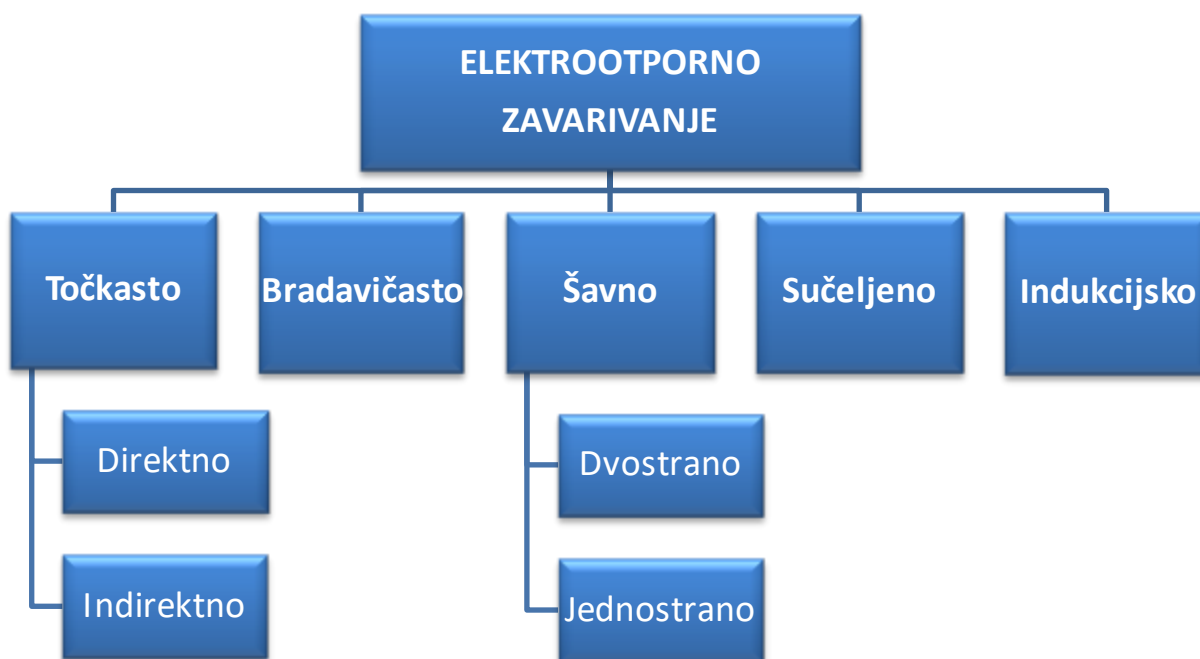 ELEKTROOTPORNO
ZAVARIVANJE
Točkasto
Bradavičasto
Šavno
Sučeljeno
Indukcijsko
Direktno
Dvostrano
Indirektno
Jednostrano